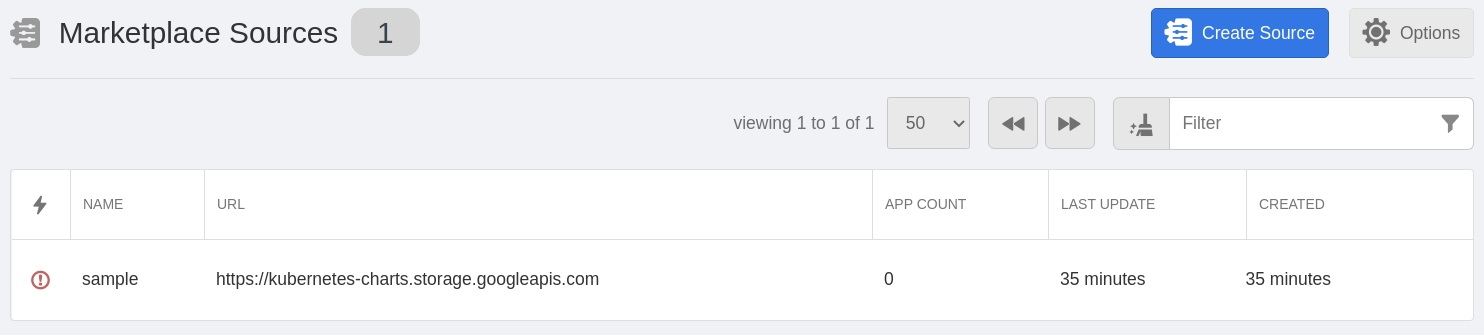 Marketplace Sources 1 Create Source Options
viewing 1 to 1 of 1 50 Filter
NAME URL APP COUNT LAST UPDATE CREATED
sample https://kubernetes-charts.storage.googleapis.com 0 35 minutes 35 minutes